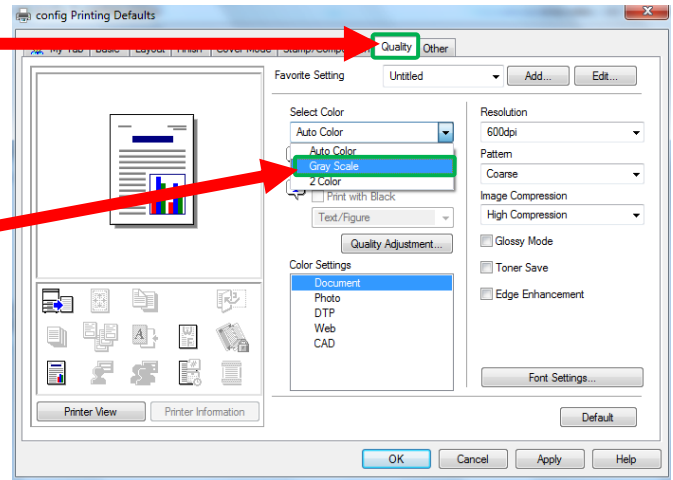 config Printing Defaults
My Tab Basic Layout Finish Cover Mode Stamp/Composition Quality Other
Favorite Setting Untitled Add... Edit...
Select Color
Auto Color
Auto Color
Gray Scale
2 Color
Print with Black
Text/Figure
Quality Adjustment...
Color Settings
Document
Photo
DTP
Web
CAD
Resolution
600dpi
Pattern
Coarse
Image Compression
High Compression
Glossy Mode
Toner Save
Edge Enhancement
Font Settings...
Printer View Printer Information Default
OK Cancel Apply Help